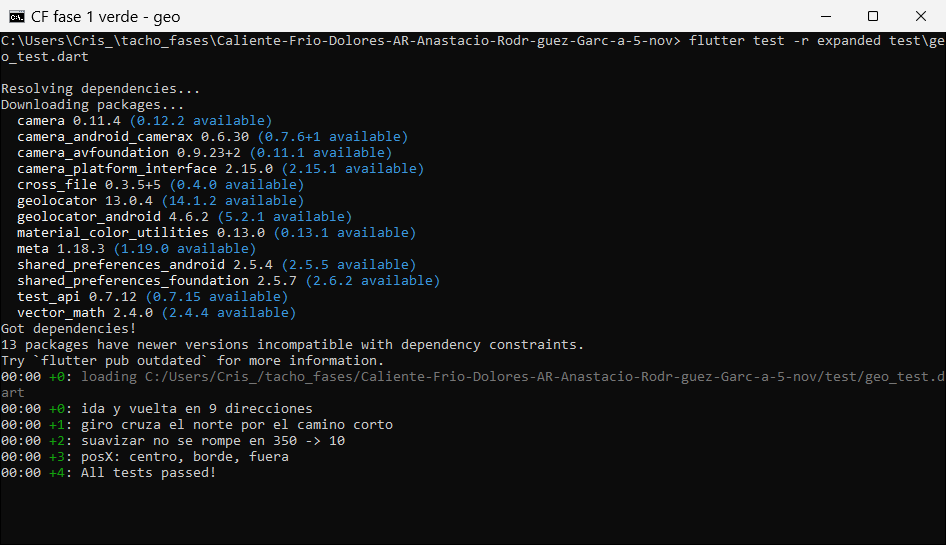 CF fase 1 verde - geo
C:\Users\Cris_\tacho_fases\Caliente-Frio-Dolores-AR-Anastacio-Rodr-guez-Garc-a-5-nov> flutter test -r expanded test\ge
o_test.dart
Resolving dependencies...
Downloading packages...
camera 0.11.4 (0.12.2 available)
camera_android_camerax 0.6.30 (0.7.6+1 available)
camera_avfoundation 0.9.23+2 (0.11.1 available)
camera_platform_interface 2.15.0 (2.15.1 available)
cross_file 0.3.5+5 (0.4.0 available)
geolocator 13.0.4 (14.1.2 available)
geolocator_android 4.6.2 (5.2.1 available)
material_color_utilities 0.13.0 (0.13.1 available)
meta 1.18.3 (1.19.0 available)
shared_preferences_android 2.5.4 (2.5.5 available)
shared_preferences_foundation 2.5.7 (2.6.2 available)
test_api 0.7.12 (0.7.15 available)
vector_math 2.4.0 (2.4.4 available)
Got dependencies!
13 packages have newer versions incompatible with dependency constraints.
Try `flutter pub outdated` for more information.
00:00 +0: loading C:/Users/Cris_/tacho_fases/Caliente-Frio-Dolores-AR-Anastacio-Rodr-guez-Garc-a-5-nov/test/geo_test.d
art
00:00 +0: ida y vuelta en 9 direcciones
00:00 +1: giro cruza el norte por el camino corto
00:00 +2: suavizar no se rompe en 350 -> 10
00:00 +3: posX: centro, borde, fuera
00:00 +4: All tests passed!